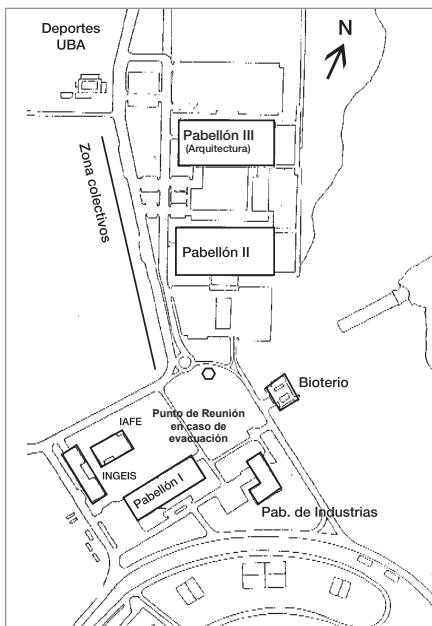 Deportes
UBA
N
Pabellón III
(Arquitectura)
Zona colectivos
Pabellón II
Bioterio
Punto de Reunión
en caso de
evacuación
IAFE
INGEIS
Pabellón I
Pab. de Industrias